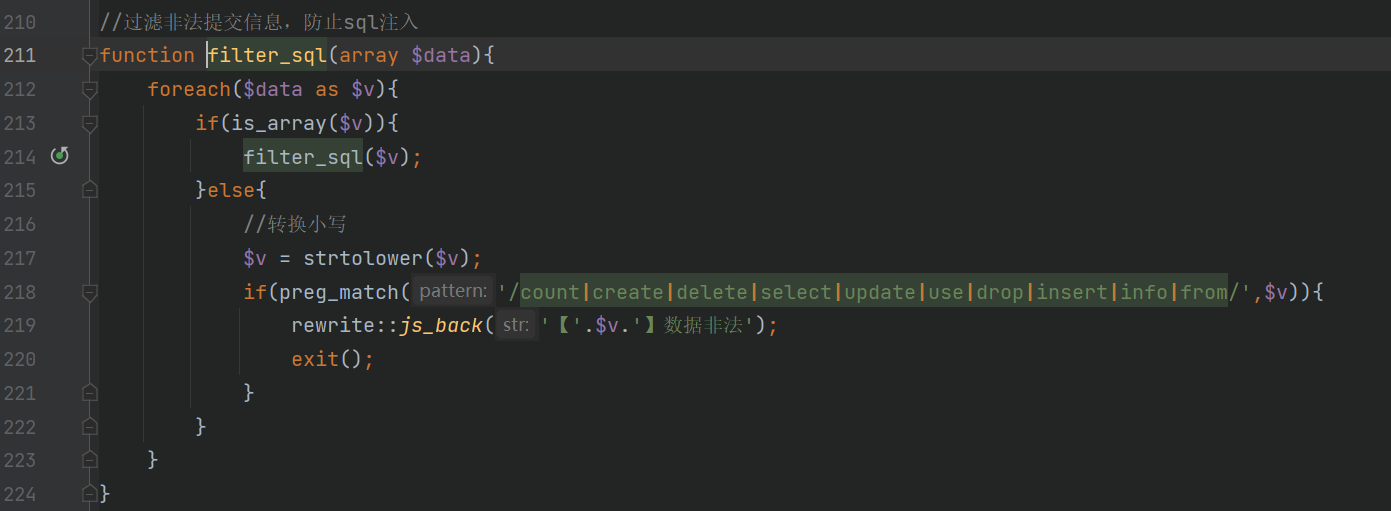 210 //过滤非法提交信息，防止sql注入
211 function filter_sql(array $data){
212 foreach($data as $v){
213 if(is_array($v)){
214 filter_sql($v);
215 }else{
216 //转换小写
217 $v = strtolower($v);
218 if(preg_match( pattern: '/count|create|delete|select|update|use|drop|insert|info|from/',$v)){
219 rewrite::js_back( str: '【'.$v.'】数据非法');
220 exit();
221 }
222 }
223 }
224 }